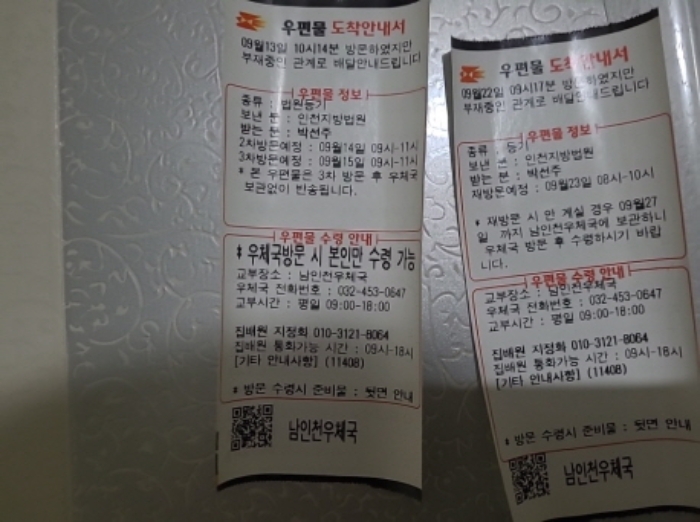 우편물 도착안내서
09월13일 10시14분 방문하였지만
부재중인 관계로 배달안내드립니다
우편물 정보
종류 : 법원등기
보낸 분 : 인천지방법원
받는 분 : 박선주
2차방문예정 : 09월14일 09시-11시
3차방문예정 : 09월15일 09시-11시
* 본 우편물은 3차 방문 후 우체국
보관없이 반송됩니다.
우편물 수령 안내
* 우체국방문 시 본인만 수령 가능
교부장소 : 남인천우체국
우체국 전화번호 : 032-453-0647
교부시간 : 평일 09:00-18:00
집배원 지정화 010-3121-8064
집배원 통화가능 시간 : 09시-18시
[기타 안내사항] (11408)
* 방문 수령시 준비물 : 뒷면 안내
남인천우체국
우편물 도착안내서
09월22일 09시17분 방문하였지만
부재중인 관계로 배달안내드립니다
우편물 정보
종류 : 등기
보낸 분 : 인천지방법원
받는 분 : 박선주
재방문예정 : 09월23일 08시-10시
* 재방문 시 안 계실 경우 09월27
일 까지 남인천우체국에 보관하니
우체국 방문 후 수령하시기 바랍
니다.
우편물 수령 안내
교부장소 : 남인천우체국
우체국 전화번호 : 032-453-0647
교부시간 : 평일 09:00-18:00
집배원 지정화 010-3121-8064
집배원 통화가능 시간 : 09시-18시
[기타 안내사항] (11408)
* 방문 수령시 준비물 : 뒷면 안내
남인천우체국